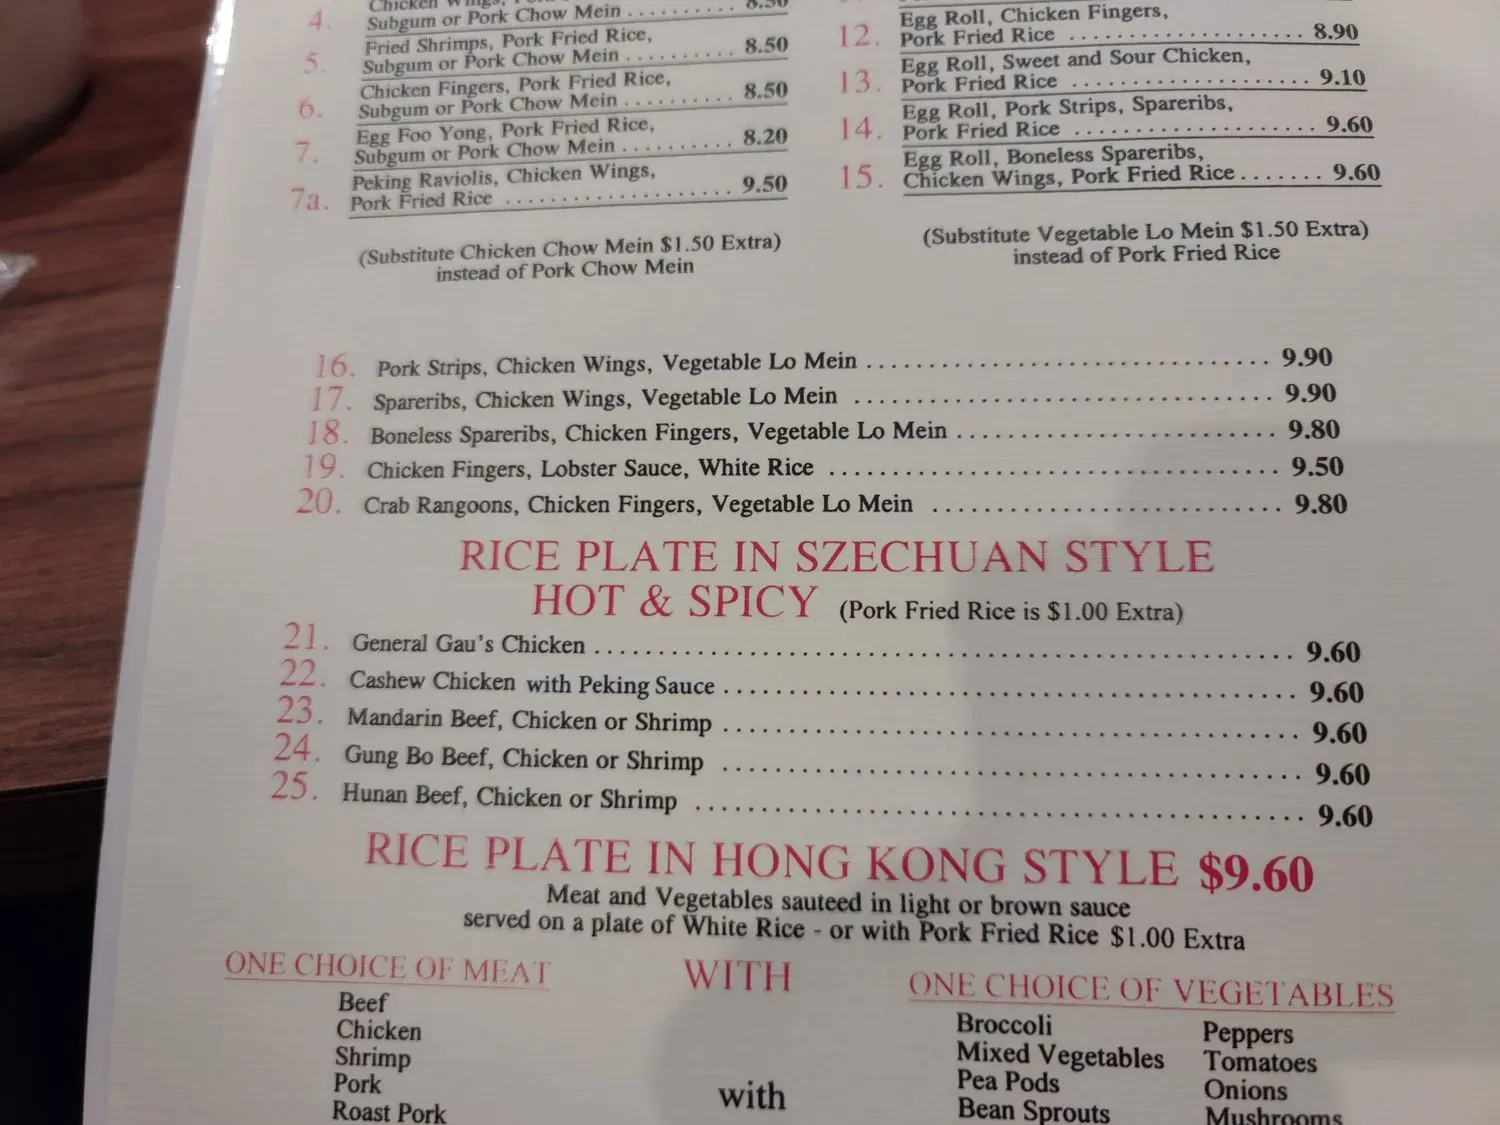 4. Chicken Wings,
Subgum or Pork Chow Mein .......... 8.50
5. Fried Shrimps, Pork Fried Rice,
Subgum or Pork Chow Mein .......... 8.50
6. Chicken Fingers, Pork Fried Rice,
Subgum or Pork Chow Mein .......... 8.50
7. Egg Foo Yong, Pork Fried Rice,
Subgum or Pork Chow Mein .......... 8.20
7a. Peking Raviolis, Chicken Wings,
Pork Fried Rice .................... 9.50
(Substitute Chicken Chow Mein $1.50 Extra)
instead of Pork Chow Mein
12. Egg Roll, Chicken Fingers,
Pork Fried Rice .................... 8.90
13. Egg Roll, Sweet and Sour Chicken,
Pork Fried Rice .................... 9.10
14. Egg Roll, Pork Strips, Spareribs,
Pork Fried Rice .................... 9.60
15. Egg Roll, Boneless Spareribs,
Chicken Wings, Pork Fried Rice ....... 9.60
(Substitute Vegetable Lo Mein $1.50 Extra)
instead of Pork Fried Rice
16. Pork Strips, Chicken Wings, Vegetable Lo Mein .............................. 9.90
17. Spareribs, Chicken Wings, Vegetable Lo Mein .............................. 9.90
18. Boneless Spareribs, Chicken Fingers, Vegetable Lo Mein ....................... 9.80
19. Chicken Fingers, Lobster Sauce, White Rice ................................ 9.50
20. Crab Rangoons, Chicken Fingers, Vegetable Lo Mein ......................... 9.80
RICE PLATE IN SZECHUAN STYLE
HOT & SPICY (Pork Fried Rice is $1.00 Extra)
21. General Gau's Chicken .................................................. 9.60
22. Cashew Chicken with Peking Sauce ........................................ 9.60
23. Mandarin Beef, Chicken or Shrimp ........................................ 9.60
24. Gung Bo Beef, Chicken or Shrimp ........................................ 9.60
25. Hunan Beef, Chicken or Shrimp .......................................... 9.60
RICE PLATE IN HONG KONG STYLE $9.60
Meat and Vegetables sauteed in light or brown sauce
served on a plate of White Rice - or with Pork Fried Rice $1.00 Extra
ONE CHOICE OF MEAT
Beef
Chicken
Shrimp
Pork
Roast Pork
WITH
with
ONE CHOICE OF VEGETABLES
Broccoli
Mixed Vegetables
Pea Pods
Bean Sprouts
Peppers
Tomatoes
Onions
Mushrooms